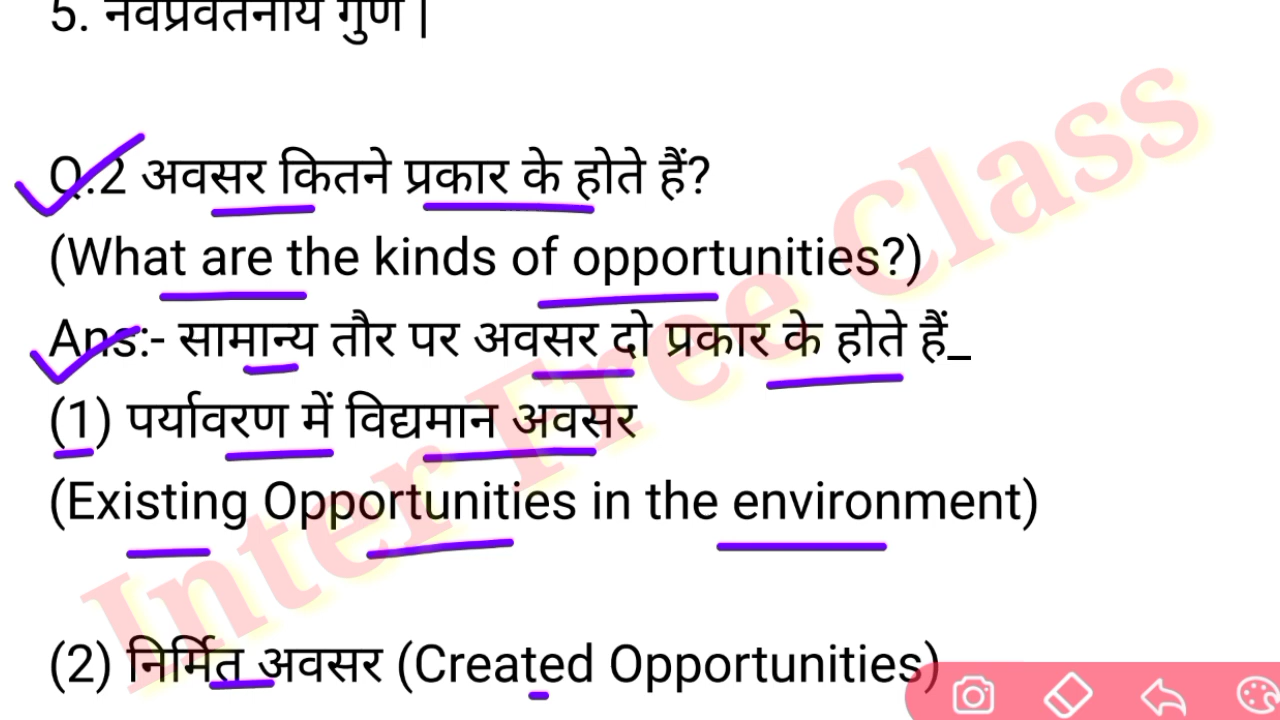 5. नवप्रवर्तनीय गुण |
Q.2 अवसर कितने प्रकार के होते हैं?
(What are the kinds of opportunities?)
Ans:- सामान्य तौर पर अवसर दो प्रकार के होते हैं_
(1) पर्यावरण में विद्यमान अवसर
(Existing Opportunities in the environment)
(2) निर्मित अवसर (Created Opportunities)
Inter Free Class